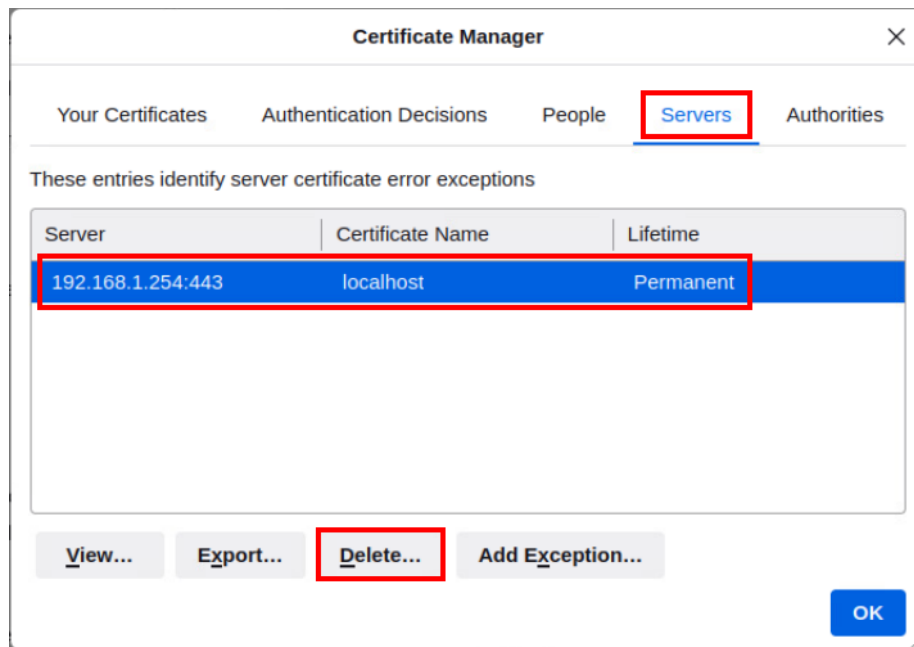 Certificate Manager
Your Certificates Authentication Decisions People Servers Authorities
These entries identify server certificate error exceptions
Server Certificate Name Lifetime
192.168.1.254:443 localhost Permanent
View... Export... Delete... Add Exception...
OK